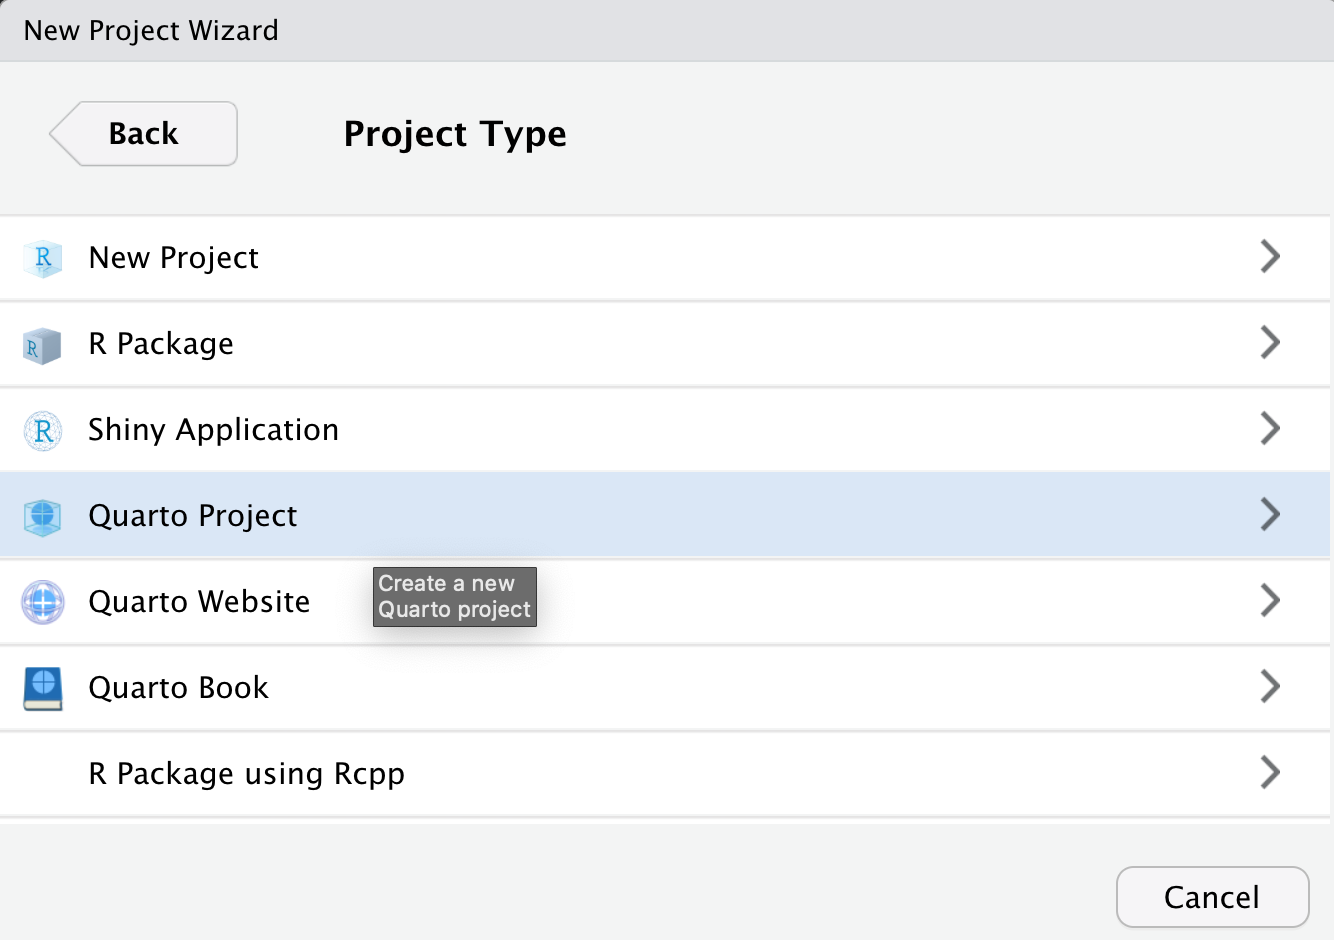 New Project Wizard
Back
Project Type
R
New Project
R
R Package
R
Shiny Application
Quarto Project
Create a new
Quarto project
Quarto Website
Quarto Book
R Package using Rcpp
Cancel